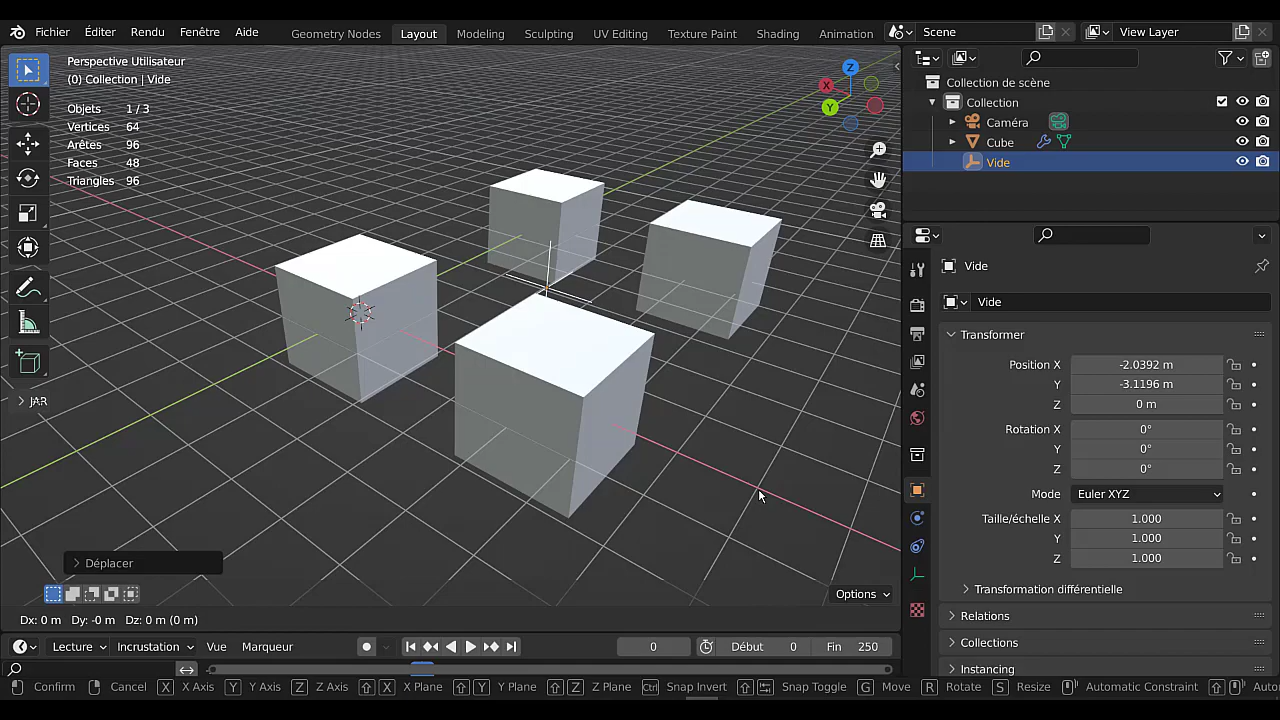 Fichier Éditer Rendu Fenêtre Aide Geometry Nodes Layout Modeling Sculpting UV Editing Texture Paint Shading Animation Scene View Layer
Perspective Utilisateur
(0) Collection | Vide
Objets 1 / 3
Vertices 64
Arêtes 96
Faces 48
Triangles 96
Z
X
Y
JAR
Déplacer
Options
Dx: 0 m Dy: -0 m Dz: 0 m (0 m)
Collection de scène
Collection
Caméra
Cube
Vide
Vide
Vide
Transformer
Position X -2.0392 m
Y -3.1196 m
Z 0 m
Rotation X 0°
Y 0°
Z 0°
Mode Euler XYZ
Taille/échelle X 1.000
Y 1.000
Z 1.000
Transformation différentielle
Relations
Collections
Instancing
Lecture Incrustation Vue Marqueur 0 Début 0 Fin 250
Confirm Cancel X X Axis Y Y Axis Z Z Axis X X Plane Y Y Plane Z Z Plane Ctrl Snap Invert Snap Toggle G Move R Rotate S Resize Automatic Constraint Auto